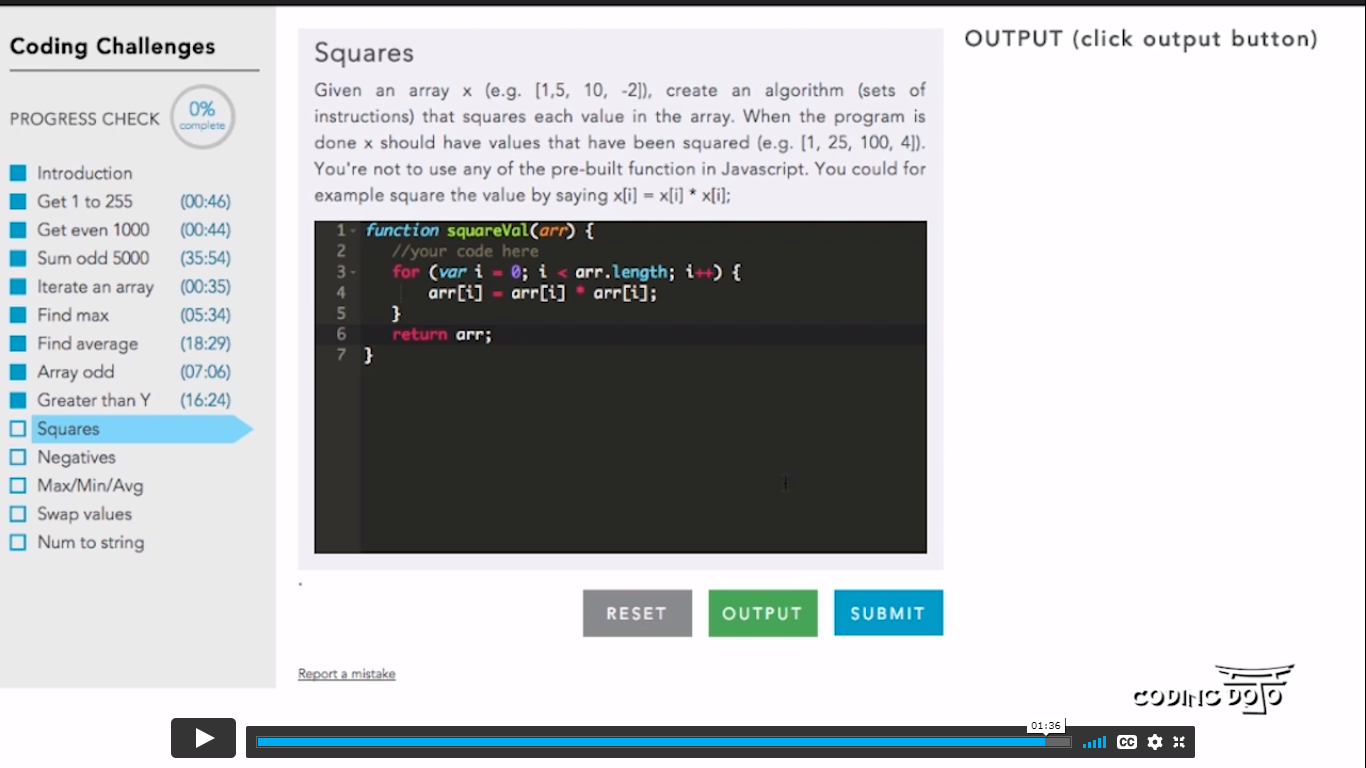 Coding Challenges
PROGRESS CHECK
0%
complete
Introduction
Get 1 to 255 (00:46)
Get even 1000 (00:44)
Sum odd 5000 (35:54)
Iterate an array (00:35)
Find max (05:34)
Find average (18:29)
Array odd (07:06)
Greater than Y (16:24)
Squares
Negatives
Max/Min/Avg
Swap values
Num to string
Squares
Given an array x (e.g. [1,5, 10, -2]), create an algorithm (sets of
instructions) that squares each value in the array. When the program is
done x should have values that have been squared (e.g. [1, 25, 100, 4]).
You're not to use any of the pre-built function in Javascript. You could for
example square the value by saying x[i] = x[i] * x[i];
1 function squareVal(arr) {
2 //your code here
3 for (var i = 0; i < arr.length; i++) {
4 arr[i] = arr[i] * arr[i];
5 }
6 return arr;
7 }
RESET OUTPUT SUBMIT
Report a mistake
OUTPUT (click output button)
CODING DOJO
01:36
CC